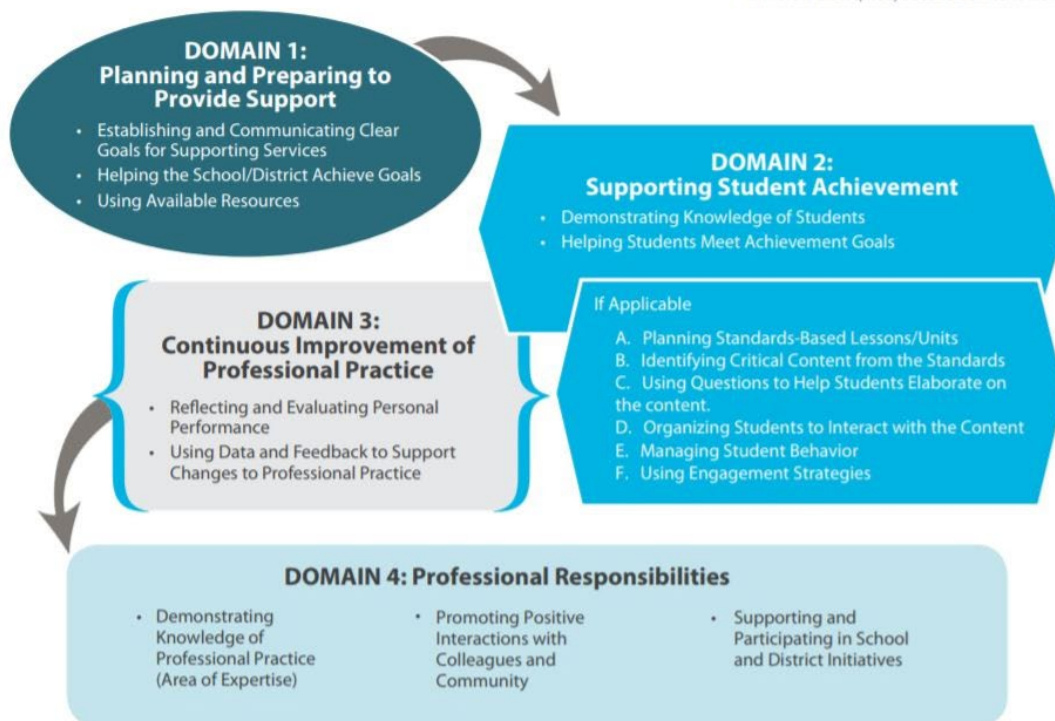 DOMAIN 1:
Planning and Preparing to
Provide Support
• Establishing and Communicating Clear
Goals for Supporting Services
• Helping the School/District Achieve Goals
• Using Available Resources
DOMAIN 2:
Supporting Student Achievement
• Demonstrating Knowledge of Students
• Helping Students Meet Achievement Goals
If Applicable
A. Planning Standards-Based Lessons/Units
B. Identifying Critical Content from the Standards
C. Using Questions to Help Students Elaborate on
the content.
D. Organizing Students to Interact with the Content
E. Managing Student Behavior
F. Using Engagement Strategies
DOMAIN 3:
Continuous Improvement of
Professional Practice
• Reflecting and Evaluating Personal
Performance
• Using Data and Feedback to Support
Changes to Professional Practice
DOMAIN 4: Professional Responsibilities
• Demonstrating
Knowledge of
Professional Practice
(Area of Expertise)
• Promoting Positive
Interactions with
Colleagues and
Community
• Supporting and
Participating in School
and District Initiatives